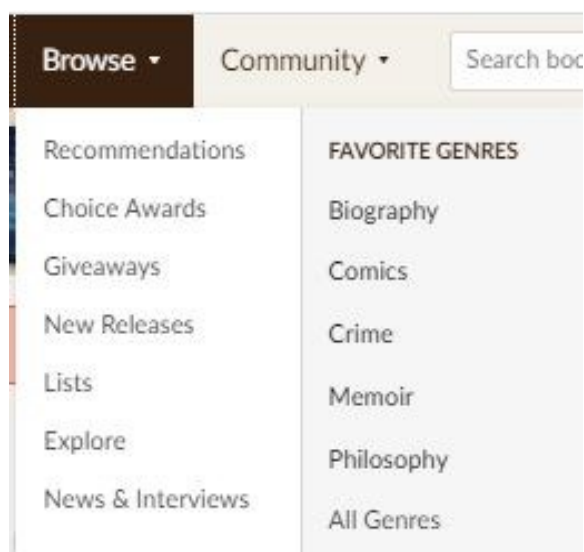 Browse
Community
Search boo
Recommendations
Choice Awards
Giveaways
New Releases
Lists
Explore
News & Interviews
FAVORITE GENRES
Biography
Comics
Crime
Memoir
Philosophy
All Genres